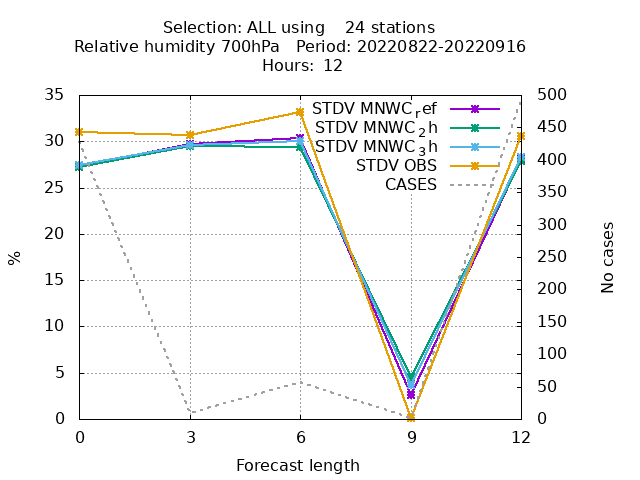 Selection: ALL using    24 stations
Relative humidity 700hPa   Period: 20220822-20220916
Hours: 12
35
30
25
20
15
10
5
0
%
500
450
400
350
300
250
200
150
100
50
0
No cases
STDV MNWC_ref
STDV MNWC_2h
STDV MNWC_3h
STDV OBS
CASES
0 3 6 9 12
Forecast length